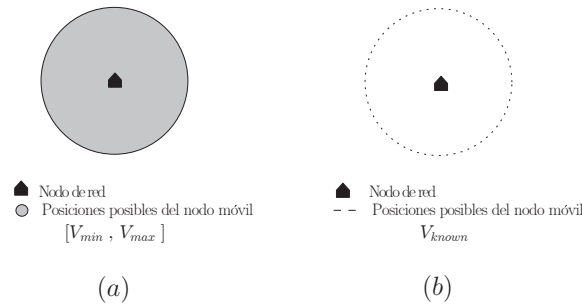 Nodo de red
Posiciones posibles del nodo móvil
[V_min , V_max ]
(a)
Nodo de red
Posiciones posibles del nodo móvil
V_known
(b)